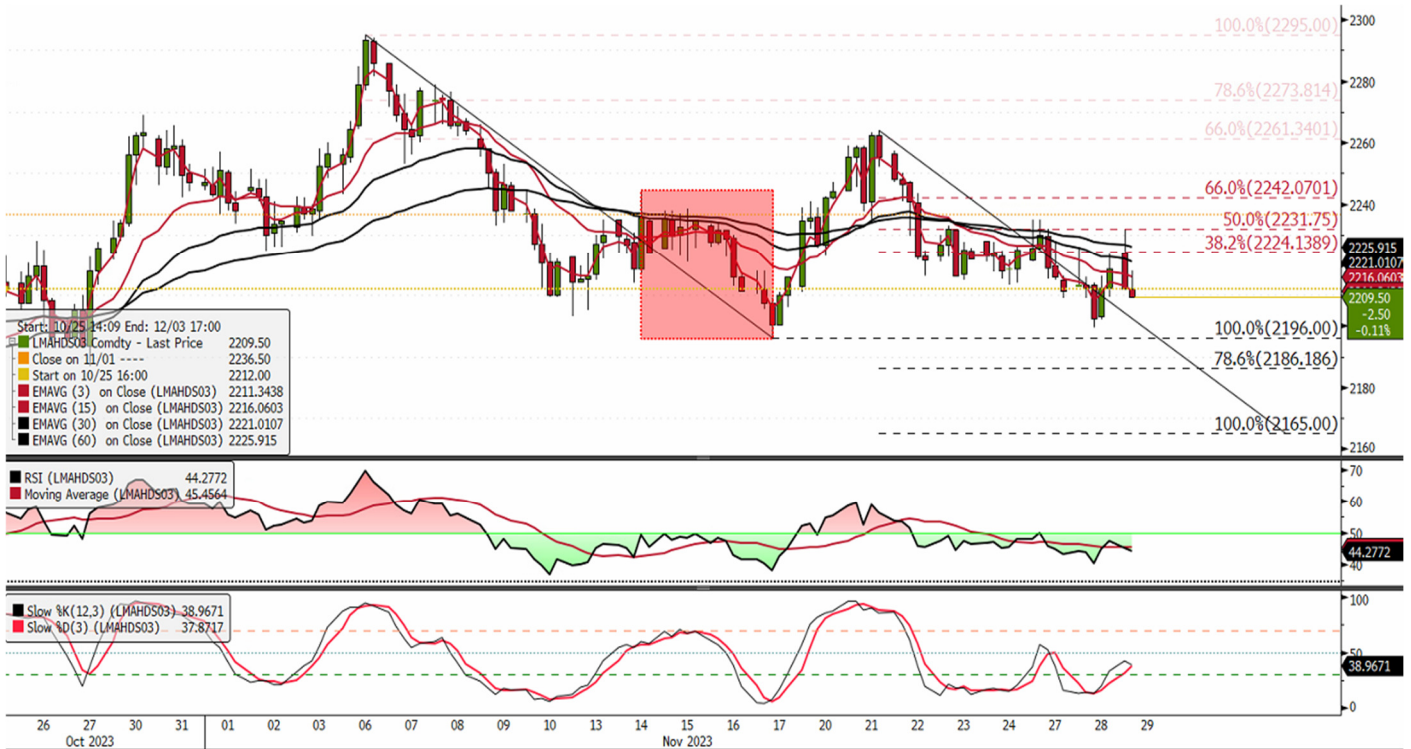 2300
100.0%(2295.00)
2280
78.6%(2273.814)
66.0%(2261.3401)
2260
66.0%(2242.0701)
2240
50.0%(2231.75)
38.2%(2224.1389)
2225.915
2221.0107
2216.0603
2209.50
-2.50
-0.11%
100.0%(2196.00)
78.6%(2186.186)
2180
100.0%(2165.00)
2160
Start: 10/25 14:09 End: 12/03 17:00
LMAHDS03 Comdty - Last Price 2209.50
Close on 11/01 ---- 2236.50
Start on 10/25 16:00 2212.00
EMAVG (3) on Close (LMAHDS03) 2211.3438
EMAVG (15) on Close (LMAHDS03) 2216.0603
EMAVG (30) on Close (LMAHDS03) 2221.0107
EMAVG (60) on Close (LMAHDS03) 2225.915
RSI (LMAHDS03) 44.2772
Moving Average (LMAHDS03) 45.4564
70
60
50
44.2772
40
Slow %K(12,3) (LMAHDS03) 38.9671
Slow %D(3) (LMAHDS03) 37.8717
100
50
38.9671
0
26 27 30 31 01 02 03 06 07 08 09 10 13 14 15 16 17 20 21 22 23 24 27 28 29
Oct 2023 Nov 2023